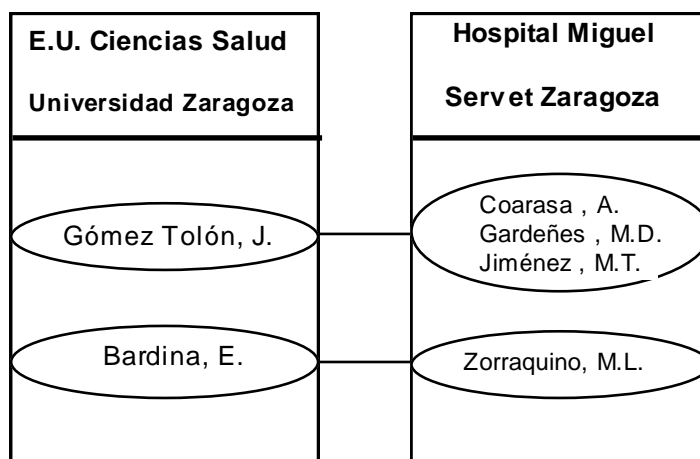 E.U. Ciencias Salud
Universidad Zaragoza
Gómez Tolón, J.
Bardina, E.
Hospital Miguel
Servet Zaragoza
Coarasa , A.
Gardeñes , M.D.
Jiménez , M.T.
Zorraquino, M.L.